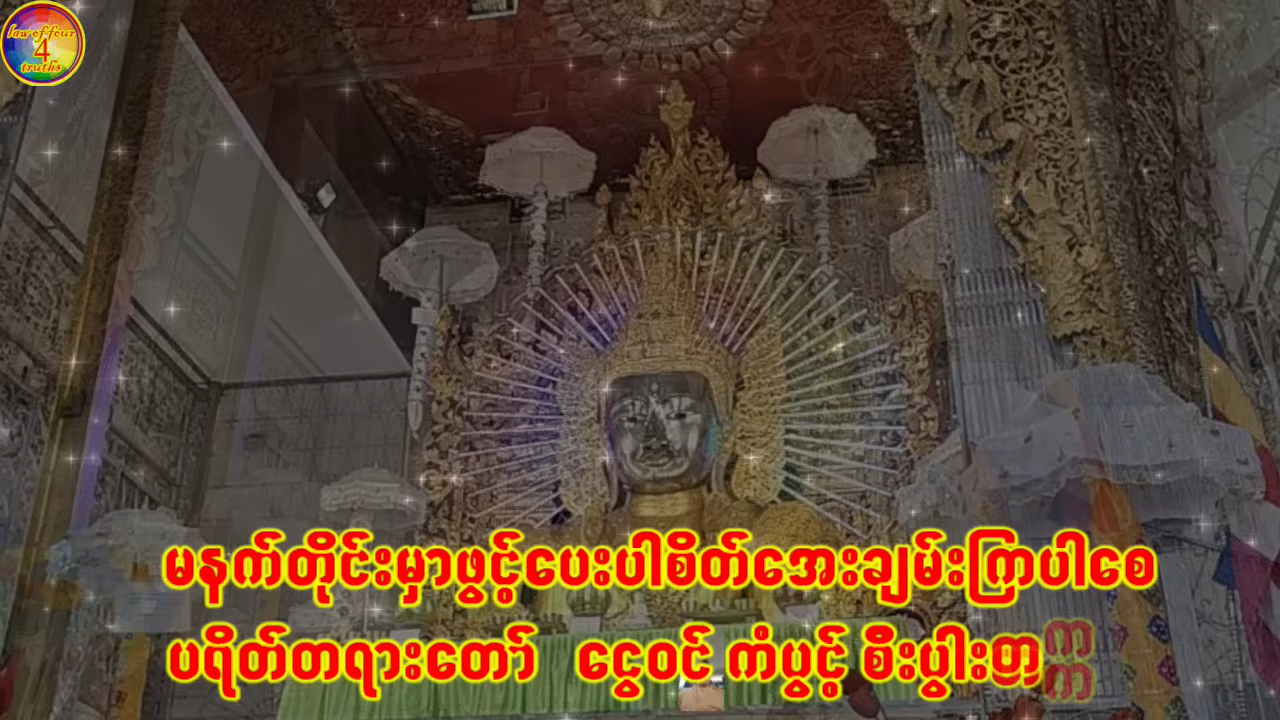 law of four
4
truths
မနက်တိုင်းမှာဖွင့်ပေးပါစိတ်အေးချမ်းကြပါစေ
ပရိတ်တရားတော် ငွေဝင် ကံပွင့် စီးပွါး